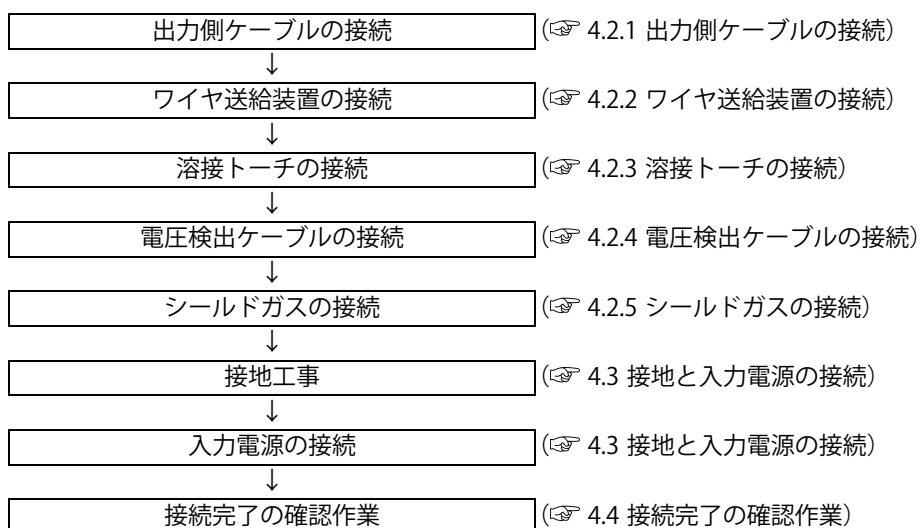 出力側ケーブルの接続 (☞ 4.2.1 出力側ケーブルの接続)
↓
ワイヤ送給装置の接続 (☞ 4.2.2 ワイヤ送給装置の接続)
↓
溶接トーチの接続 (☞ 4.2.3 溶接トーチの接続)
↓
電圧検出ケーブルの接続 (☞ 4.2.4 電圧検出ケーブルの接続)
↓
シールドガスの接続 (☞ 4.2.5 シールドガスの接続)
↓
接地工事 (☞ 4.3 接地と入力電源の接続)
↓
入力電源の接続 (☞ 4.3 接地と入力電源の接続)
↓
接続完了の確認作業 (☞ 4.4 接続完了の確認作業)